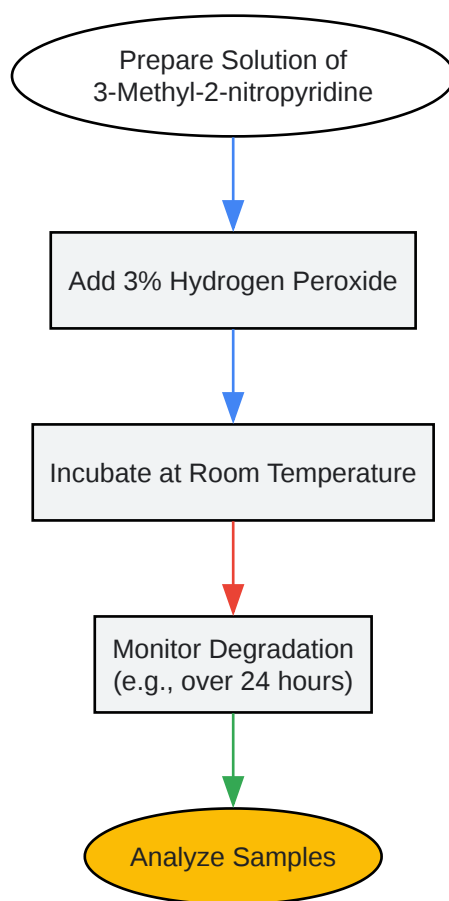 Prepare Solution of
3-Methyl-2-nitropyridine
Add 3% Hydrogen Peroxide
Incubate at Room Temperature
Monitor Degradation
(e.g., over 24 hours)
Analyze Samples